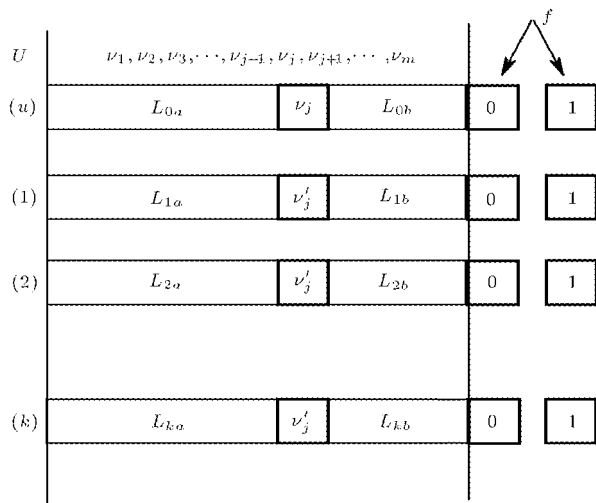 f
U ν₁, ν₂, ν₃, ⋯, νⱼ₋₁, νⱼ, νⱼ₊₁, ⋯, νₘ
(u) L₀ₐ νⱼ L₀b 0 1
(1) L₁ₐ ν′ⱼ L₁b 0 1
(2) L₂ₐ ν′ⱼ L₂b 0 1
(k) Lₖₐ ν′ⱼ Lₖb 0 1